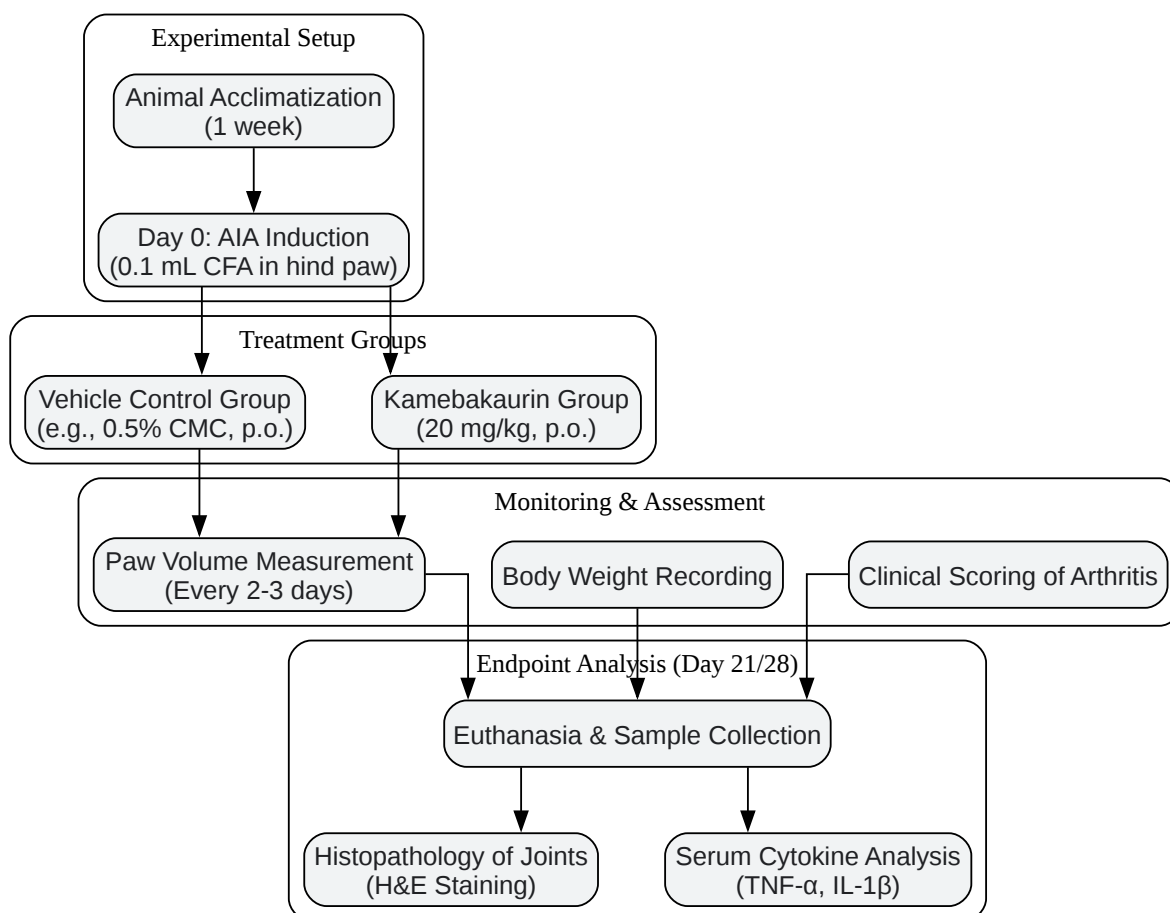 Experimental Setup
Animal Acclimatization
(1 week)
Day 0: AIA Induction
(0.1 mL CFA in hind paw)
Treatment Groups
Vehicle Control Group
(e.g., 0.5% CMC, p.o.)
Kamebakaurin Group
(20 mg/kg, p.o.)
Monitoring & Assessment
Paw Volume Measurement
(Every 2-3 days)
Body Weight Recording
Clinical Scoring of Arthritis
Endpoint Analysis (Day 21/28)
Euthanasia & Sample Collection
Histopathology of Joints
(H&E Staining)
Serum Cytokine Analysis
(TNF-α, IL-1β)